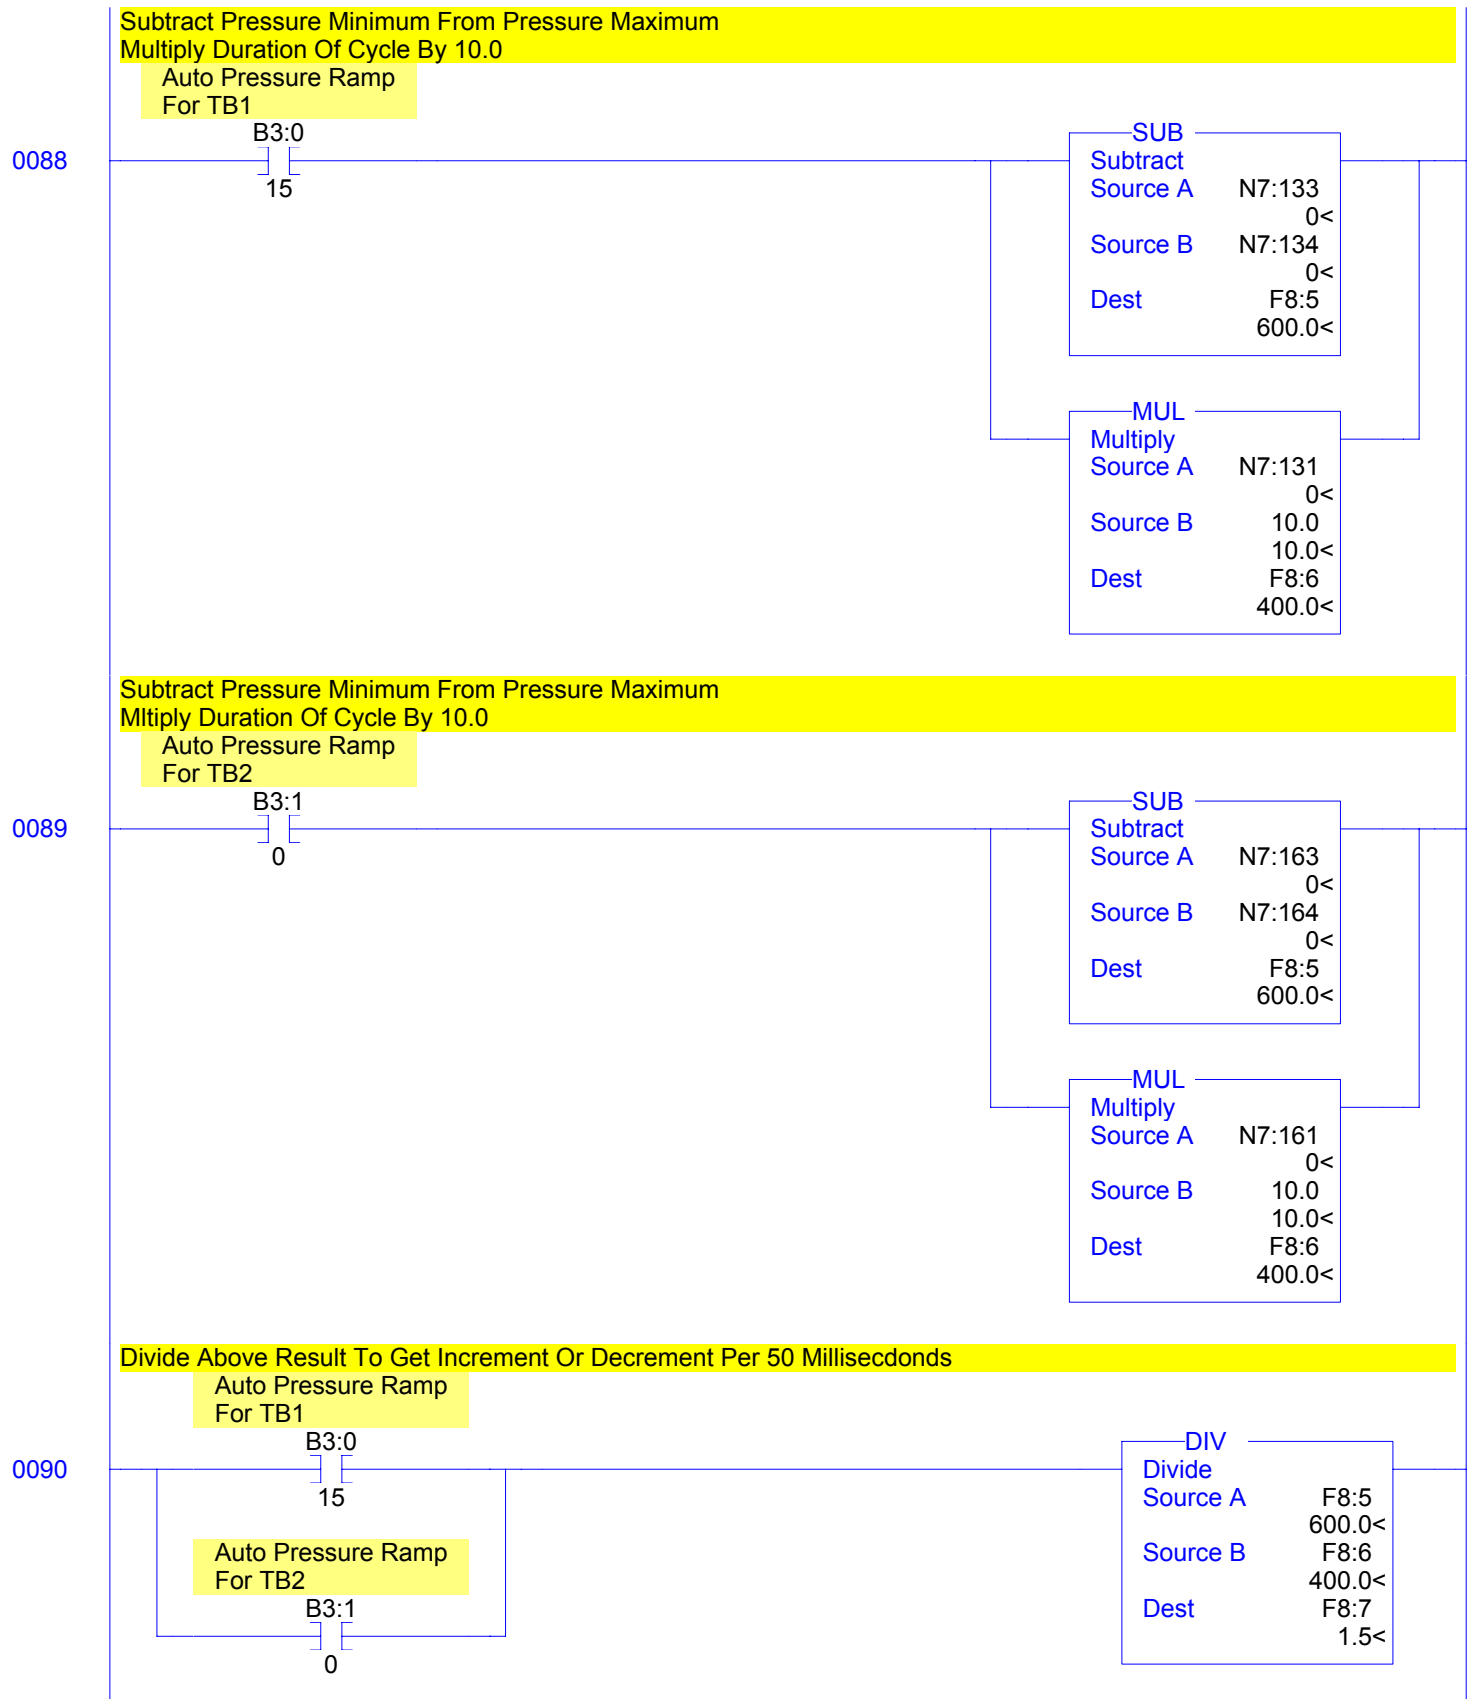 Subtract Pressure Minimum From Pressure Maximum
Multiply Duration Of Cycle By 10.0
Auto Pressure Ramp
For TB1
B3:0
0088
15
SUB
Subtract
Source A N7:133
0<
Source B N7:134
0<
Dest F8:5
600.0<
MUL
Multiply
Source A N7:131
0<
Source B 10.0
10.0<
Dest F8:6
400.0<
Subtract Pressure Minimum From Pressure Maximum
Mltiply Duration Of Cycle By 10.0
Auto Pressure Ramp
For TB2
B3:1
0089
0
SUB
Subtract
Source A N7:163
0<
Source B N7:164
0<
Dest F8:5
600.0<
MUL
Multiply
Source A N7:161
0<
Source B 10.0
10.0<
Dest F8:6
400.0<
Divide Above Result To Get Increment Or Decrement Per 50 Millisecdonds
Auto Pressure Ramp
For TB1
B3:0
0090
15
Auto Pressure Ramp
For TB2
B3:1
0
DIV
Divide
Source A F8:5
600.0<
Source B F8:6
400.0<
Dest F8:7
1.5<